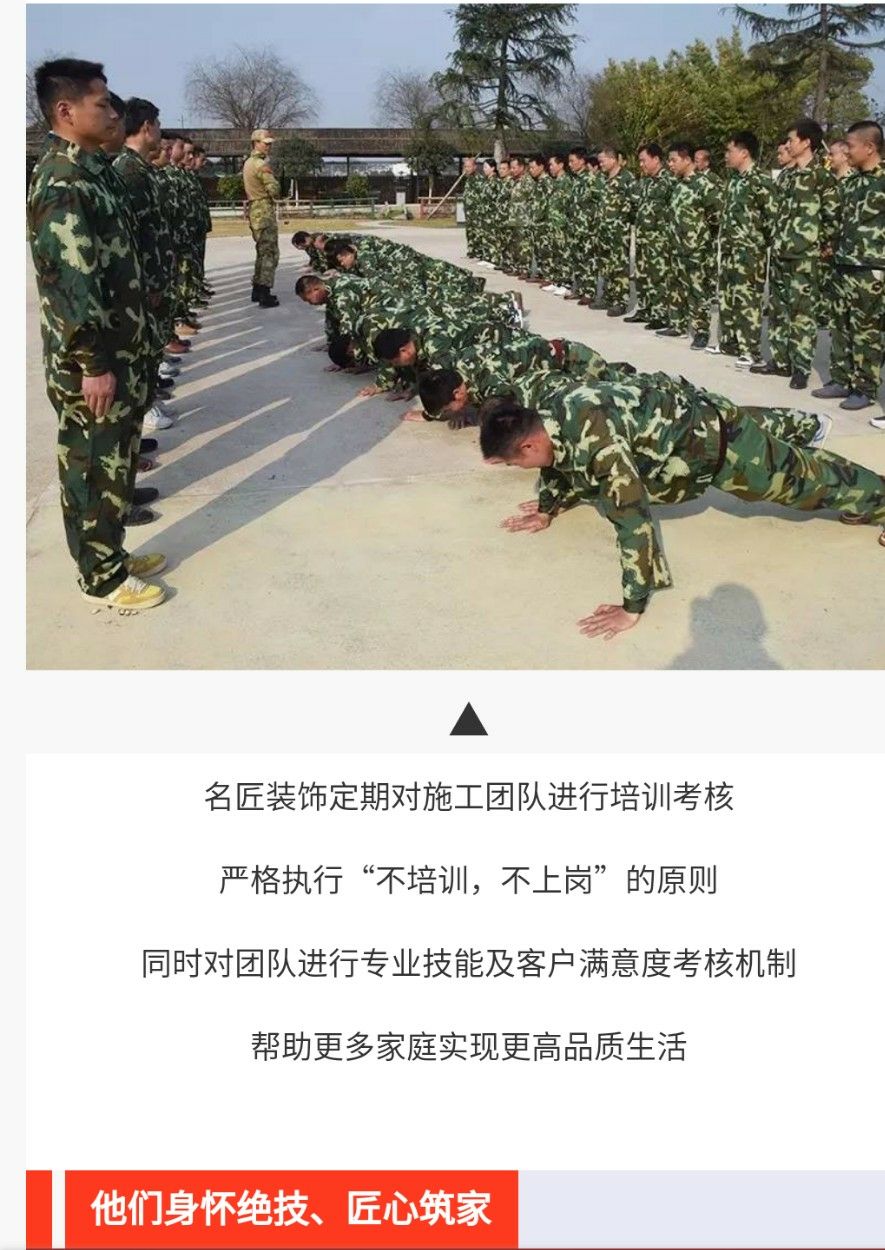 名匠装饰定期对施工团队进行培训考核
严格执行“不培训，不上岗”的原则
同时对团队进行专业技能及客户满意度考核机制
帮助更多家庭实现更高品质生活
他们身怀绝技、匠心筑家